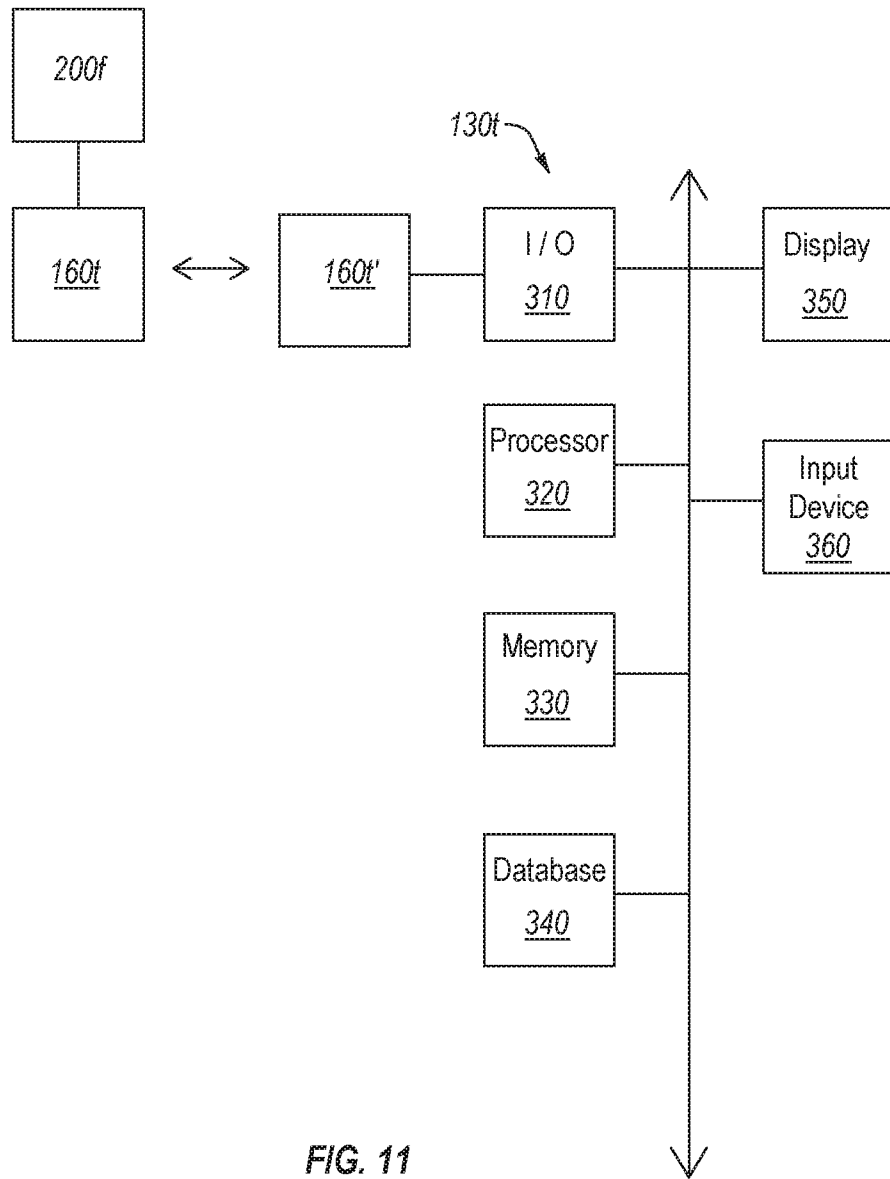 200f
130t
160t
160t'
I / O
310
Display
350
Processor
320
Input
Device
360
Memory
330
Database
340
FIG. 11